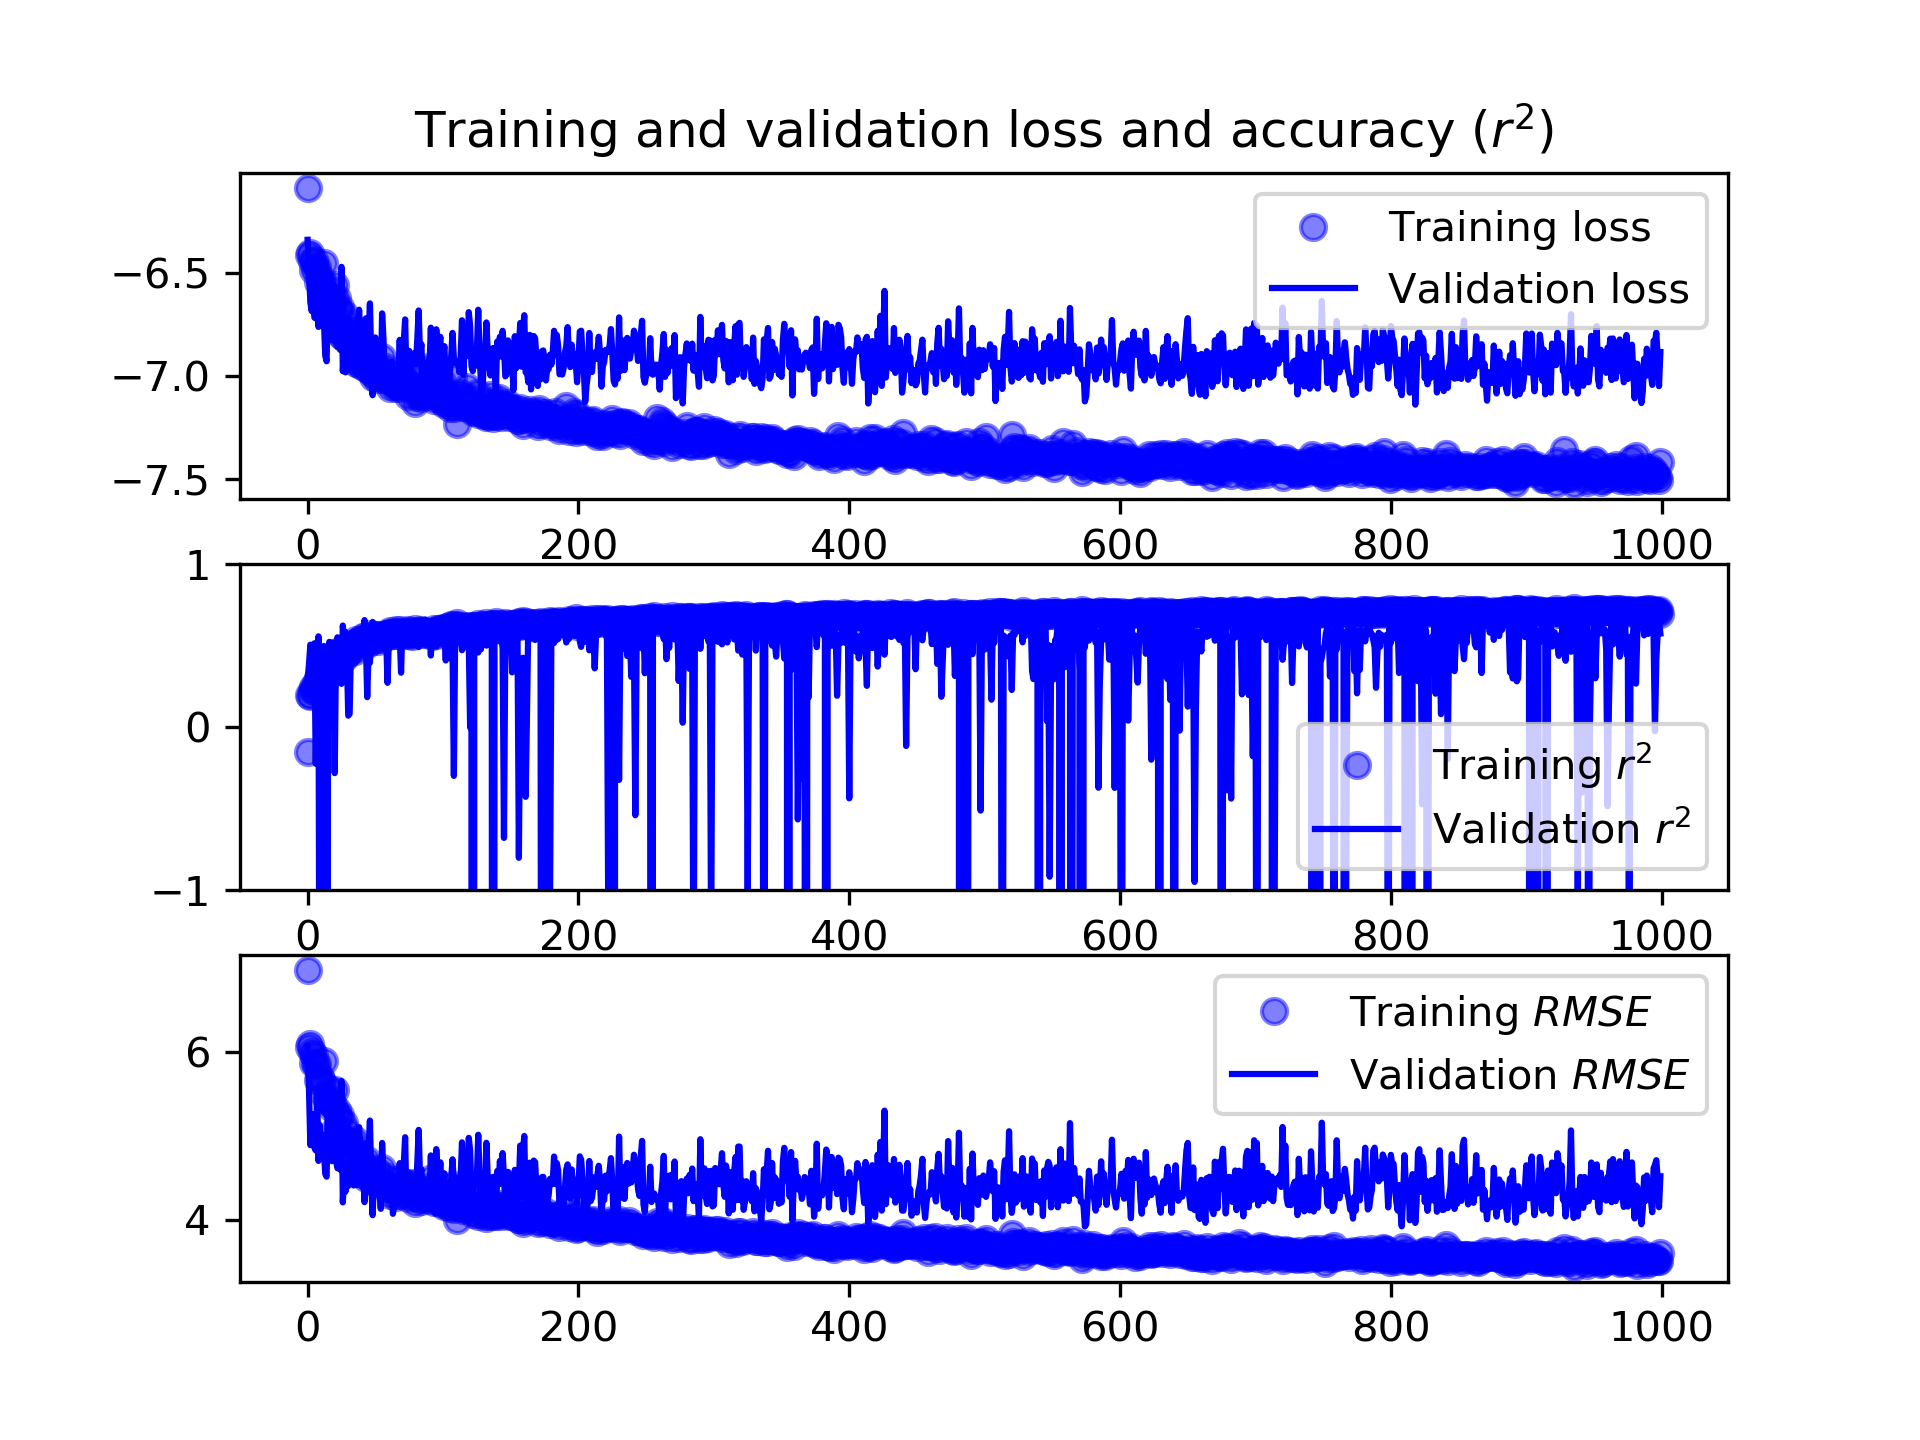 Training and validation loss and accuracy (r²)
Training loss
Validation loss
−6.5
−7.0
−7.5
0 200 400 600 800 1000
1
0
−1
Training r²
Validation r²
0 200 400 600 800 1000
6
4
Training RMSE
Validation RMSE
0 200 400 600 800 1000